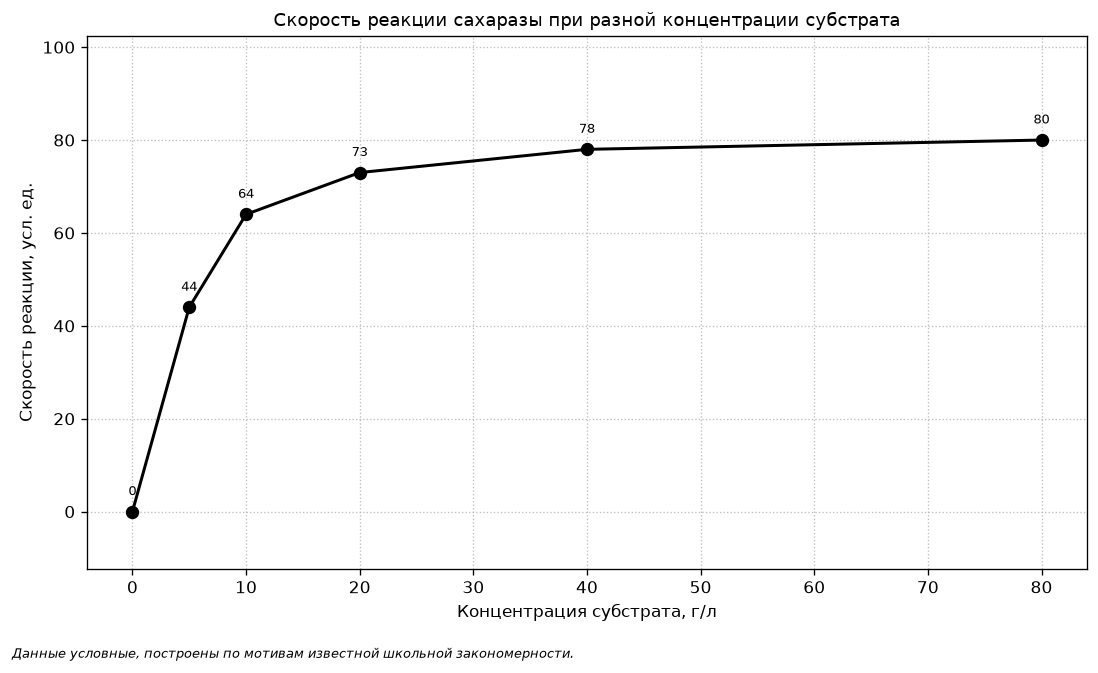 Скорость реакции сахаразы при разной концентрации субстрата
100
80
60
40
20
0
Скорость реакции, усл. ед.
0
44
64
73
78
80
0 10 20 30 40 50 60 70 80
Концентрация субстрата, г/л
Данные условные, построены по мотивам известной школьной закономерности.